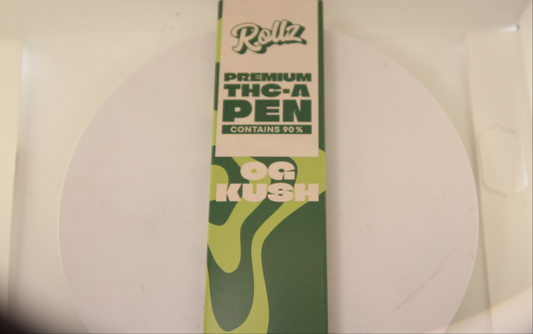 Rollz
PREMIUM
THC-A
PEN
CONTAINS 90%
OG
KUSH